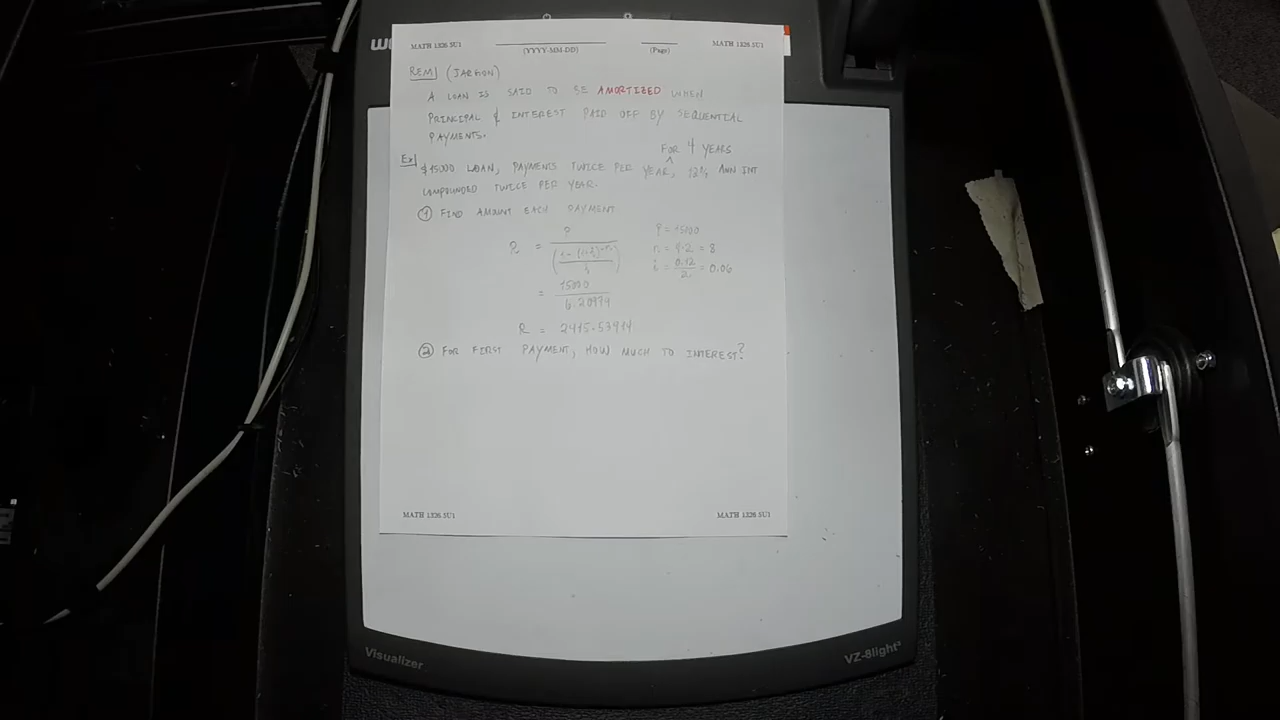 MATH 1326 SU1 (YYYY-MM-DD) (Page) MATH 1326 SU1
REM (JARGON)
A LOAN IS SAID TO BE AMORTIZED WHEN
PRINCIPAL & INTEREST PAID OFF BY SEQUENTIAL
PAYMENTS.
FOR 4 YEARS
Ex $15000 LOAN, PAYMENTS TWICE PER YEAR, ^ 12% ANN INT
COMPOUNDED TWICE PER YEAR.
① FIND AMOUNT EACH PAYMENT.
R = P / ((1-(1+i)^-n)/i)
P = 15000
n = 4·2 = 8
i = 0.12/2 = 0.06
= 15000 / 6.20979
R = 2415.53914
② FOR FIRST PAYMENT, HOW MUCH TO INTEREST?
MATH 1326 SU1 MATH 1326 SU1
Visualizer VZ-8light³